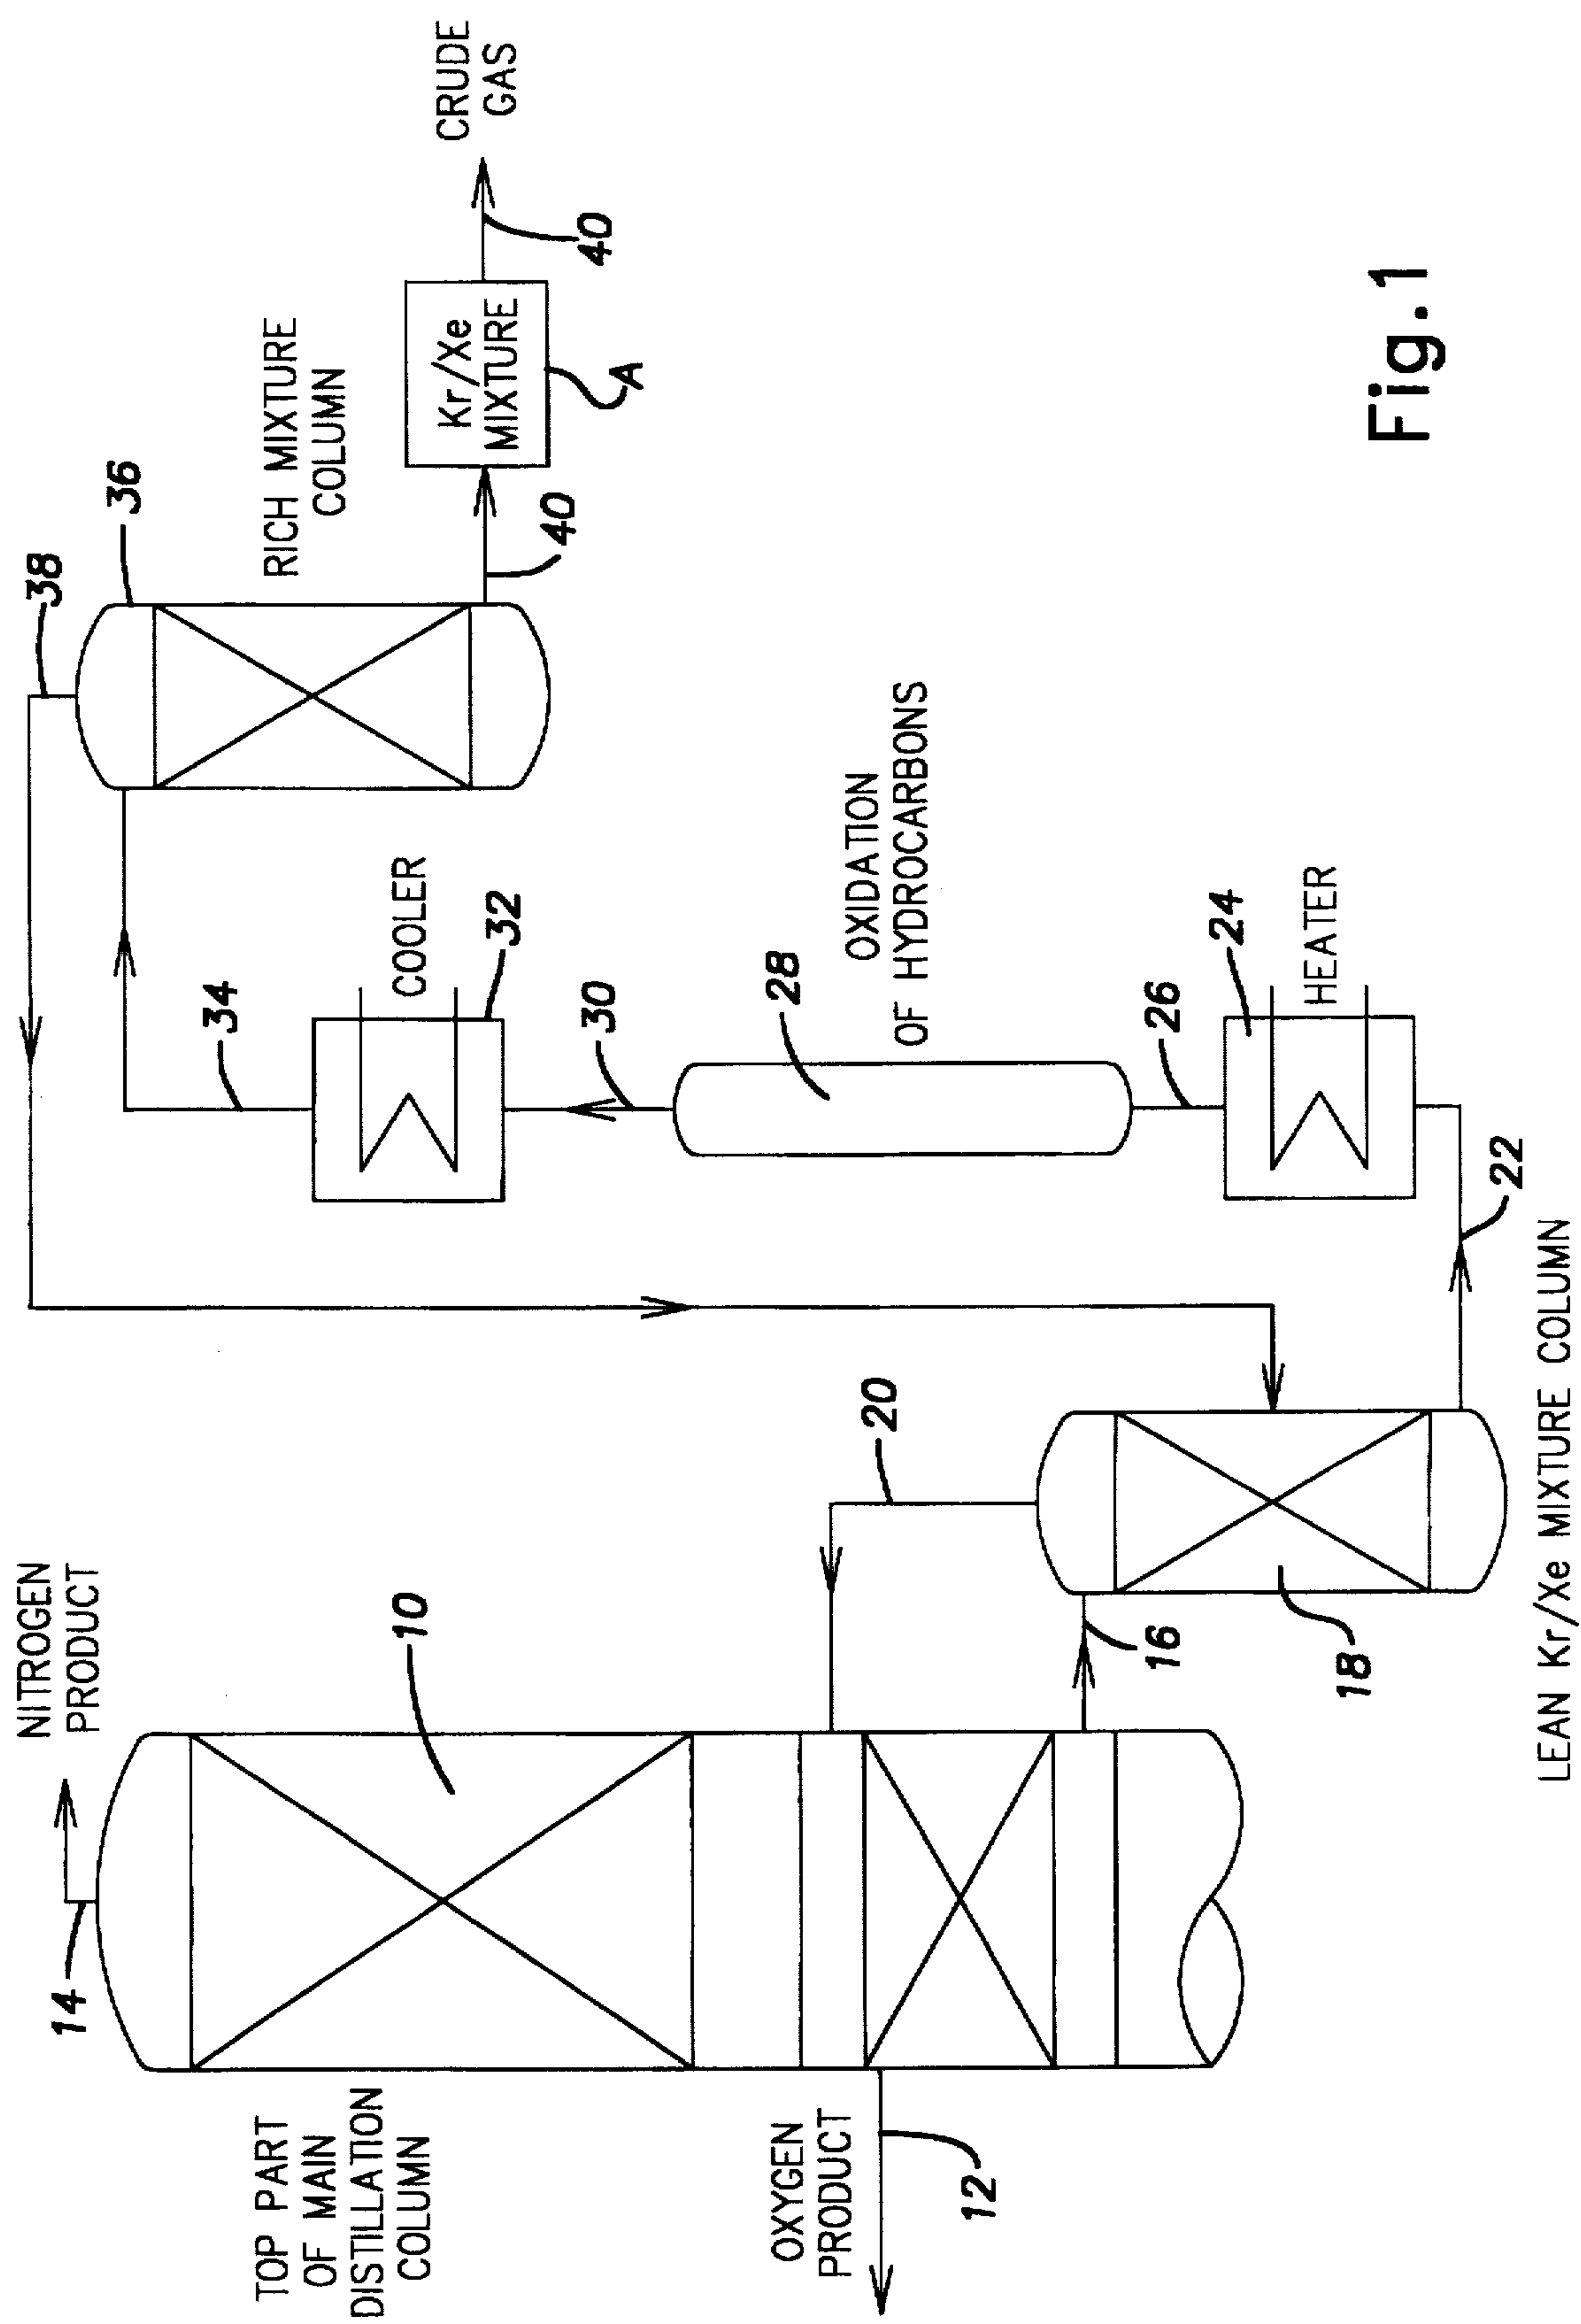 NITROGEN
PRODUCT
14
10
TOP PART
OF MAIN
DISTILLATION
COLUMN
OXYGEN
PRODUCT
12
20
16
18
LEAN Kr/Xe MIXTURE COLUMN
22
24
HEATER
26
28
OXIDATION
OF HYDROCARBONS
30
32
COOLER
34
38
36
RICH MIXTURE
COLUMN
40
Kr/Xe
MIXTURE
A
40
CRUDE
GAS
Fig.1